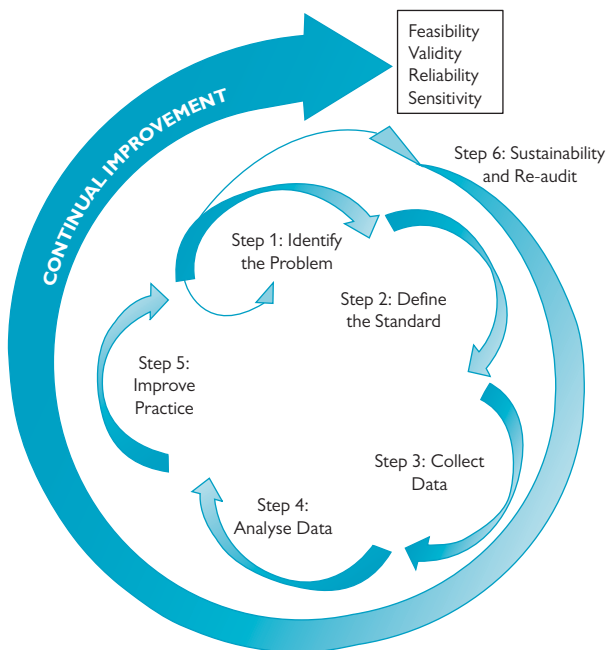 Feasibility
Validity
Reliability
Sensitivity
CONTINUAL IMPROVEMENT
Step 6: Sustainability
and Re-audit
Step 1: Identify
the Problem
Step 2: Define
the Standard
Step 3: Collect
Data
Step 4:
Analyse Data
Step 5:
Improve
Practice